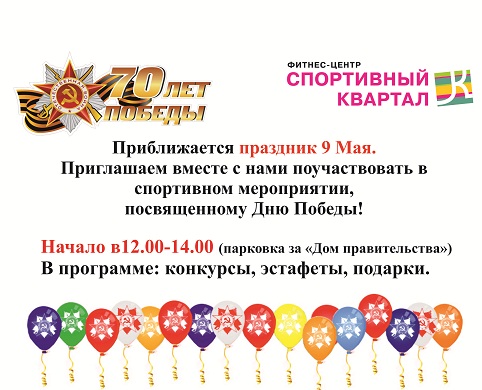 70 ЛЕТ
ПОБЕДЫ
ФИТНЕС-ЦЕНТР
СПОРТИВНЫЙ
КВАРТАЛ
Приближается праздник 9 Мая.
Приглашаем вместе с нами поучаствовать в
спортивном мероприятии,
посвященному Дню Победы!
Начало в12.00-14.00 (парковка за «Дом правительства»)
В программе: конкурсы, эстафеты, подарки.